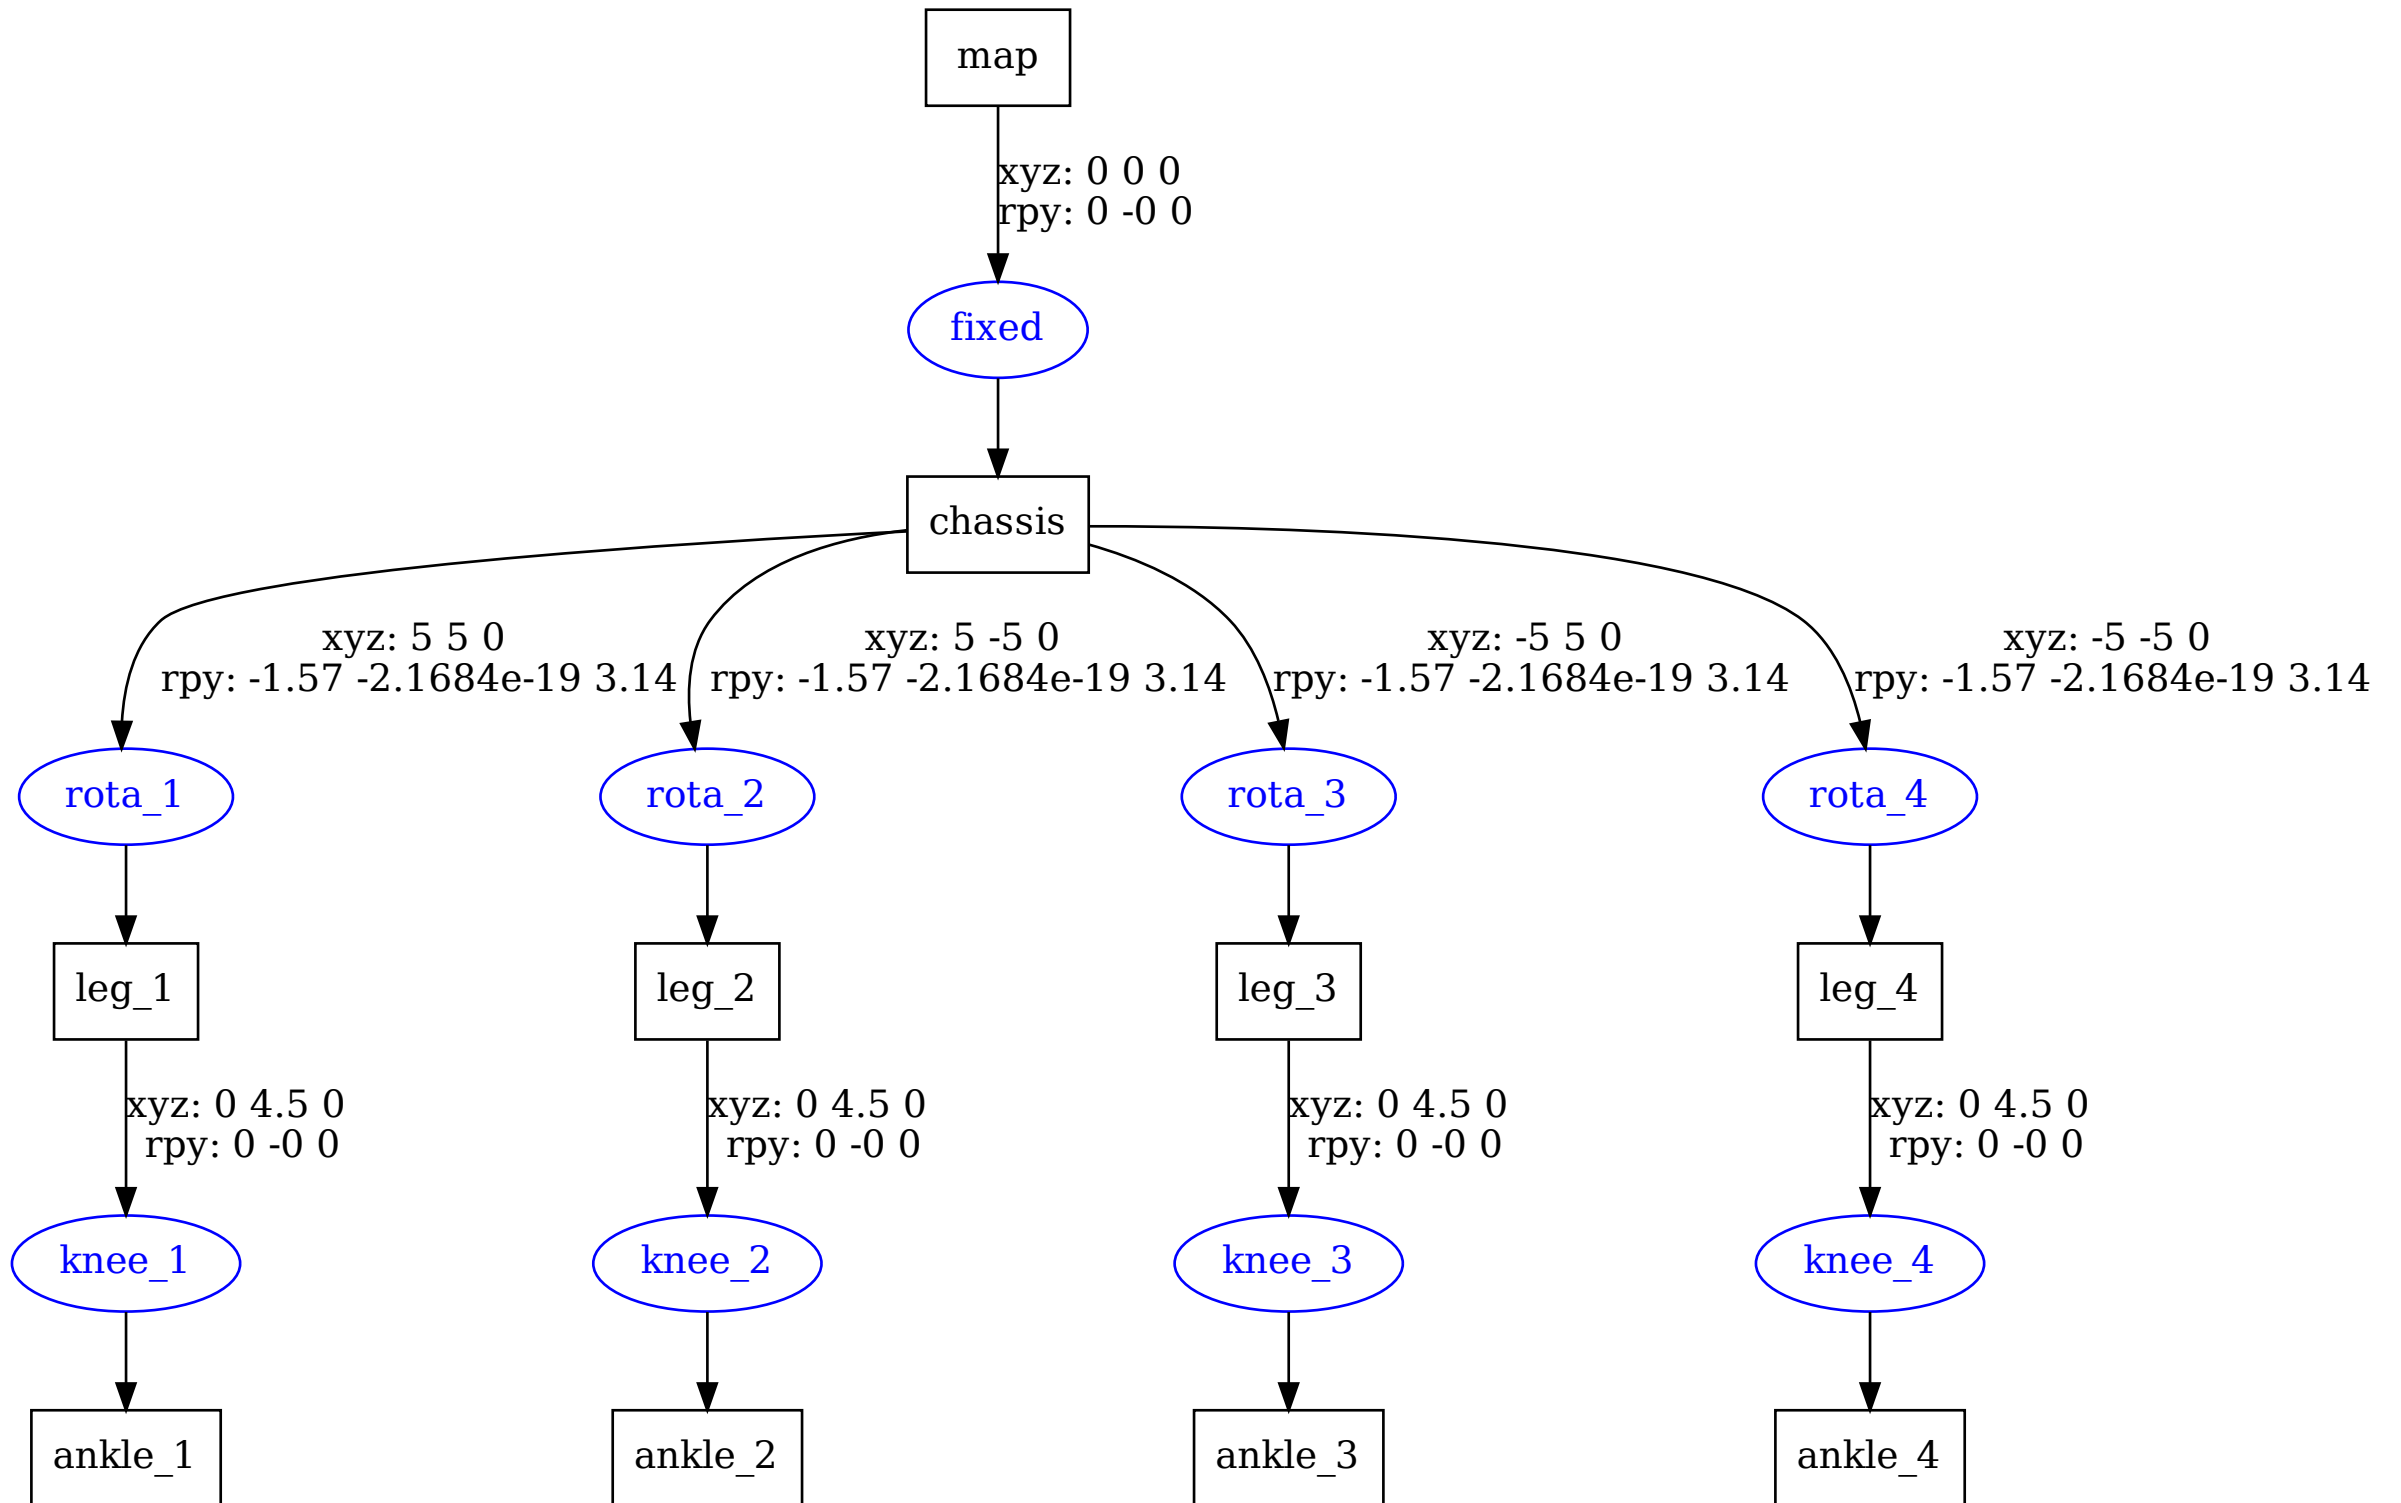 map
xyz: 0 0 0
rpy: 0 -0 0
fixed
chassis
xyz: 5 5 0
rpy: -1.57 -2.1684e-19 3.14
xyz: 5 -5 0
rpy: -1.57 -2.1684e-19 3.14
xyz: -5 5 0
rpy: -1.57 -2.1684e-19 3.14
xyz: -5 -5 0
rpy: -1.57 -2.1684e-19 3.14
rota_1
rota_2
rota_3
rota_4
leg_1
leg_2
leg_3
leg_4
xyz: 0 4.5 0
rpy: 0 -0 0
xyz: 0 4.5 0
rpy: 0 -0 0
xyz: 0 4.5 0
rpy: 0 -0 0
xyz: 0 4.5 0
rpy: 0 -0 0
knee_1
knee_2
knee_3
knee_4
ankle_1
ankle_2
ankle_3
ankle_4